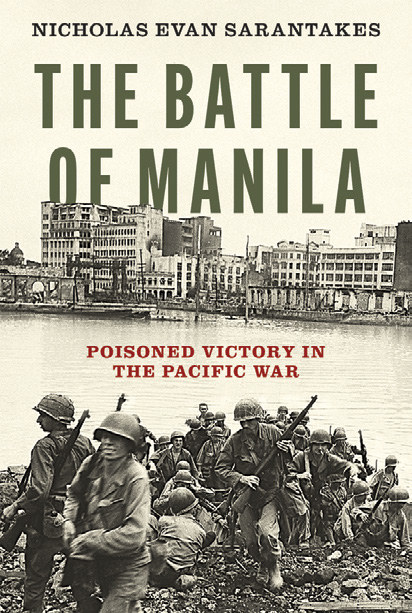 NICHOLAS EVAN SARANTAKES
THE BATTLE
OF MANILA
POISONED VICTORY IN
THE PACIFIC WAR